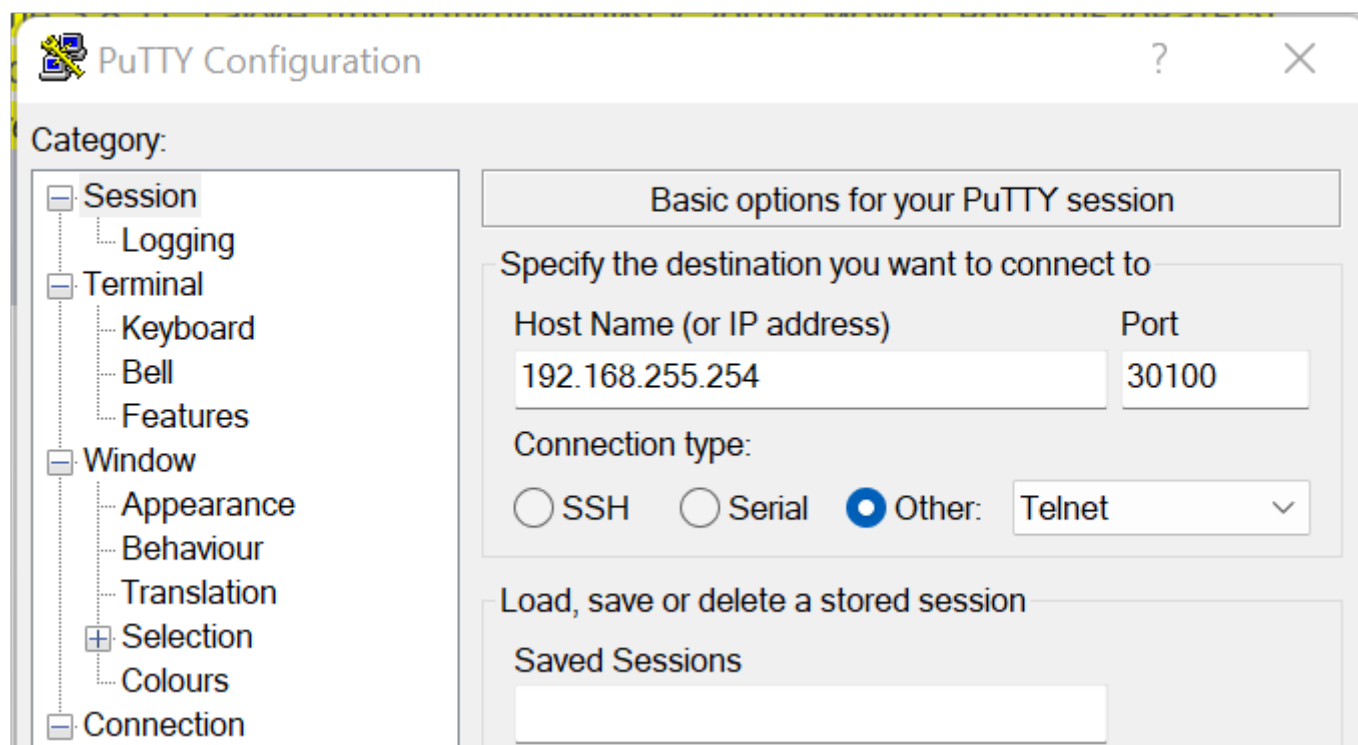 PuTTY Configuration
Category:
Session
Logging
Terminal
Keyboard
Bell
Features
Window
Appearance
Behaviour
Translation
Selection
Colours
Connection
Basic options for your PuTTY session
Specify the destination you want to connect to
Host Name (or IP address) Port
192.168.255.254 30100
Connection type:
SSH Serial Other: Telnet
Load, save or delete a stored session
Saved Sessions